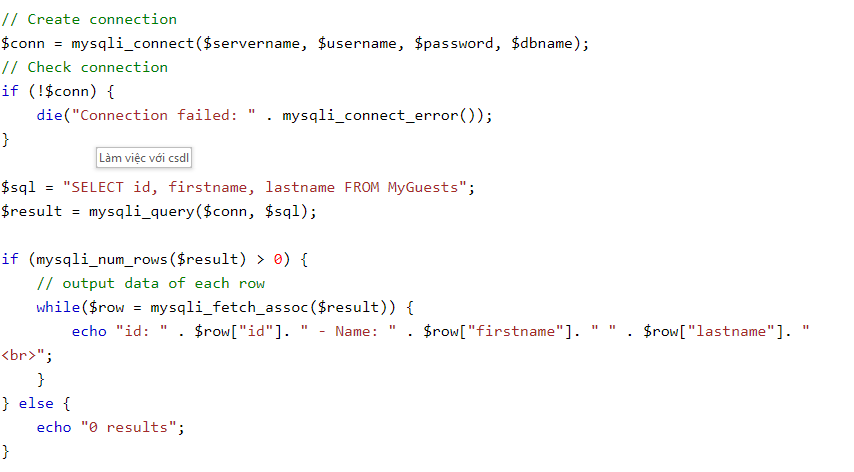 // Create connection
$conn = mysqli_connect($servername, $username, $password, $dbname);
// Check connection
if (!$conn) {
    die("Connection failed: " . mysqli_connect_error());
}
Làm việc với csdl
$sql = "SELECT id, firstname, lastname FROM MyGuests";
$result = mysqli_query($conn, $sql);

if (mysqli_num_rows($result) > 0) {
    // output data of each row
    while($row = mysqli_fetch_assoc($result)) {
        echo "id: " . $row["id"]. " - Name: " . $row["firstname"]. " " . $row["lastname"]. "
<br>";
    }
} else {
    echo "0 results";
}